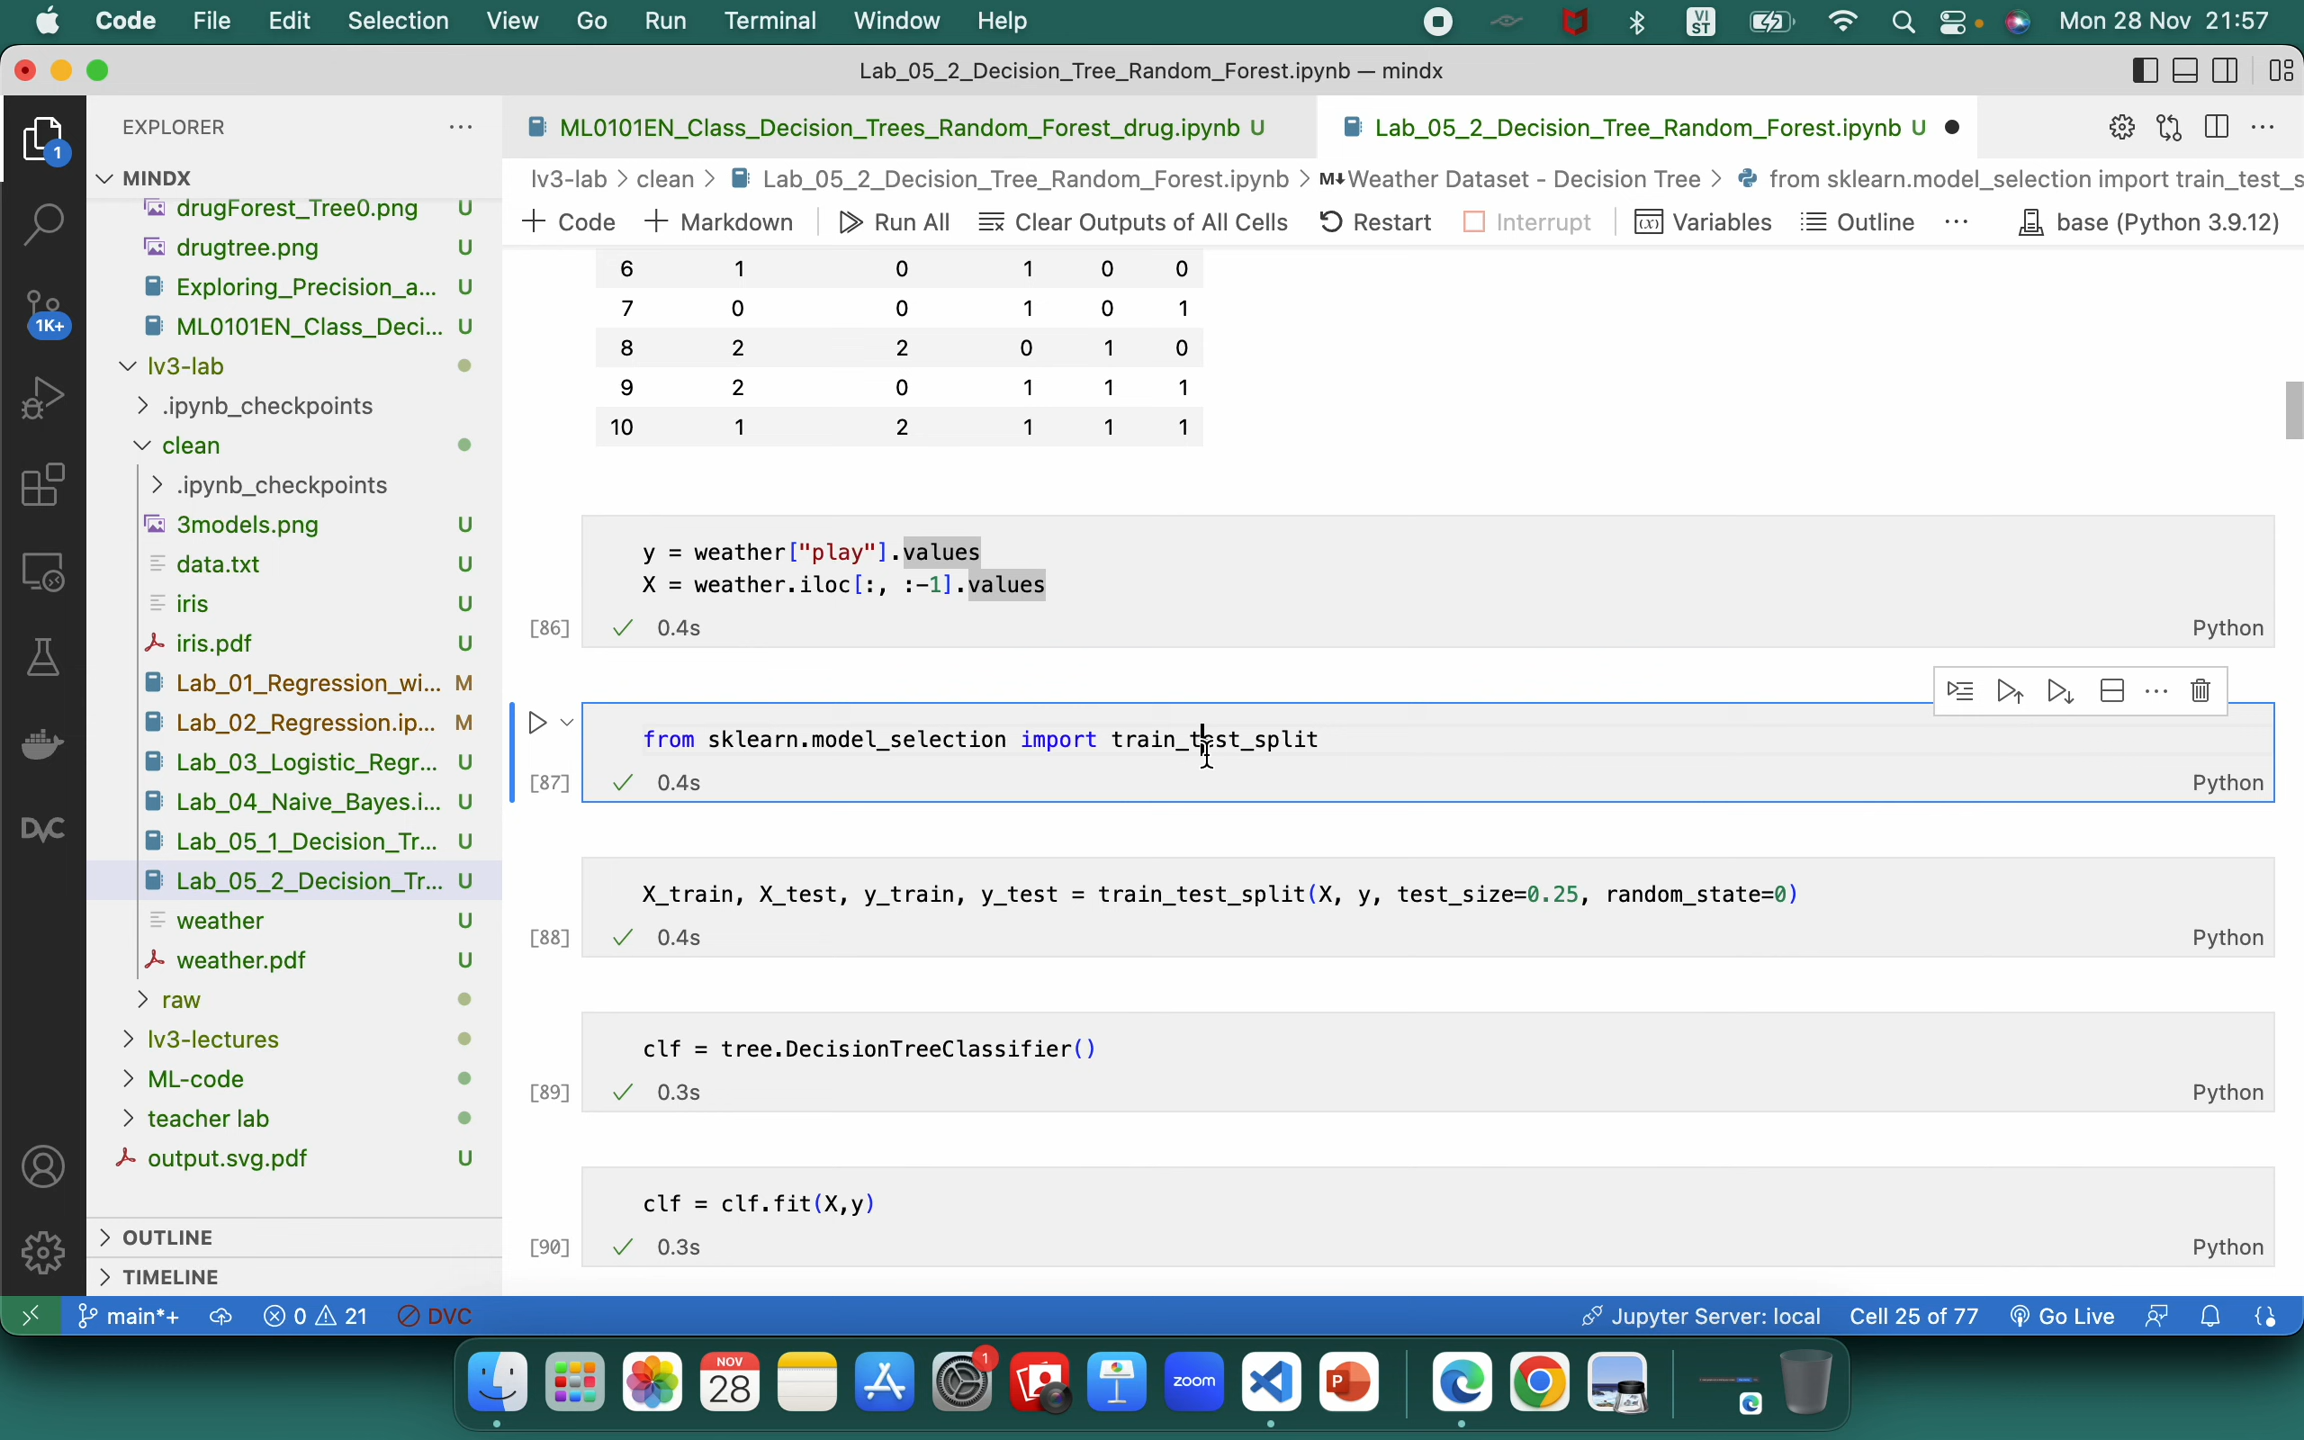 Code File Edit Selection View Go Run Terminal Window Help VI ST Mon 28 Nov 21:57
Lab_05_2_Decision_Tree_Random_Forest.ipynb — mindx
EXPLORER
ML0101EN_Class_Decision_Trees_Random_Forest_drug.ipynb U
Lab_05_2_Decision_Tree_Random_Forest.ipynb U
1
MINDX
lv3-lab > clean > Lab_05_2_Decision_Tree_Random_Forest.ipynb > M↓Weather Dataset - Decision Tree > from sklearn.model_selection import train_test_s
Code Markdown Run All Clear Outputs of All Cells Restart Interrupt Variables Outline ... base (Python 3.9.12)
drugForest_Tree0.png U
drugtree.png U
Exploring_Precision_a... U
1K+
ML0101EN_Class_Deci... U
lv3-lab
.ipynb_checkpoints
clean
.ipynb_checkpoints
3models.png U
data.txt U
iris U
iris.pdf U
Lab_01_Regression_wi... M
Lab_02_Regression.ip... M
Lab_03_Logistic_Regr... U
Lab_04_Naive_Bayes.i... U
DVC
Lab_05_1_Decision_Tr... U
Lab_05_2_Decision_Tr... U
weather U
weather.pdf U
raw
lv3-lectures
ML-code
teacher lab
output.svg.pdf U
OUTLINE
TIMELINE
6 1 0 1 0 0
7 0 0 1 0 1
8 2 2 0 1 0
9 2 0 1 1 1
10 1 2 1 1 1
y = weather["play"].values
X = weather.iloc[:, :-1].values
[86] 0.4s Python
from sklearn.model_selection import train_test_split
[87] 0.4s Python
X_train, X_test, y_train, y_test = train_test_split(X, y, test_size=0.25, random_state=0)
[88] 0.4s Python
clf = tree.DecisionTreeClassifier()
[89] 0.3s Python
clf = clf.fit(X,y)
[90] 0.3s Python
main*+ 0 21 DVC Jupyter Server: local Cell 25 of 77 Go Live
NOV
28
1
zoom
P